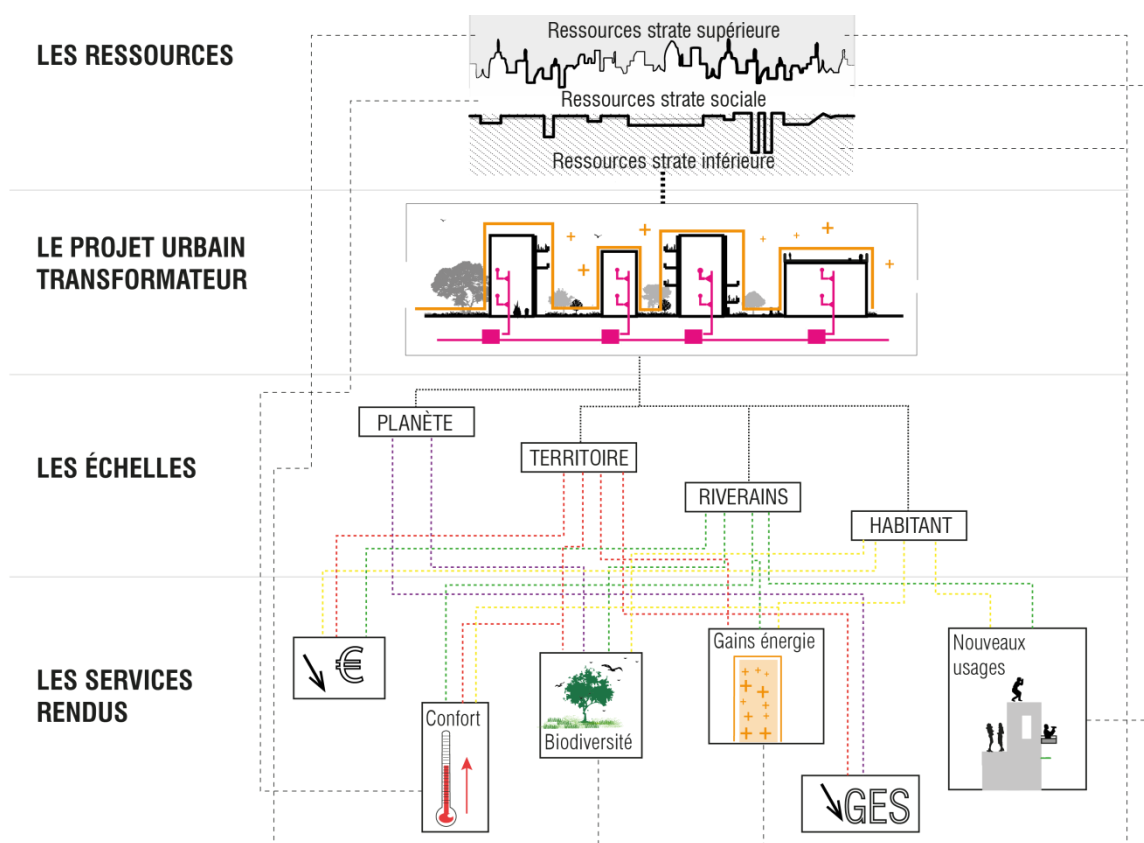 LES RESSOURCES
Ressources strate supérieure
Ressources strate sociale
Ressources strate inférieure
LE PROJET URBAIN
TRANSFORMATEUR
LES ÉCHELLES
PLANÈTE
TERRITOIRE
RIVERAINS
HABITANT
LES SERVICES
RENDUS
€
Confort
Biodiversité
Gains énergie
GES
Nouveaux
usages